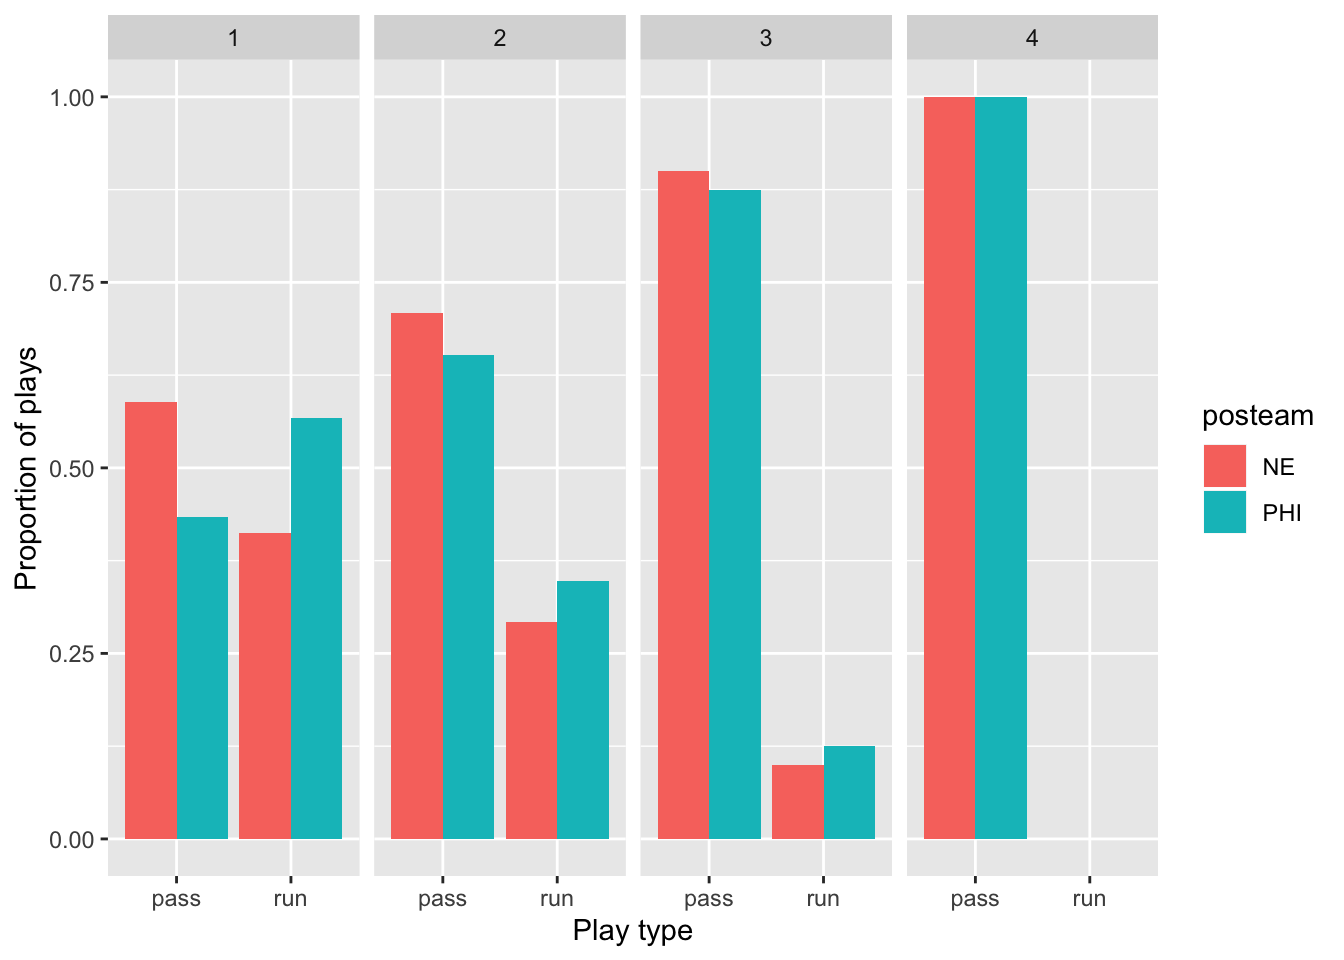 1 2 3 4
1.00
0.75
0.50
0.25
0.00
Proportion of plays
pass run pass run pass run pass run
Play type
posteam
NE
PHI